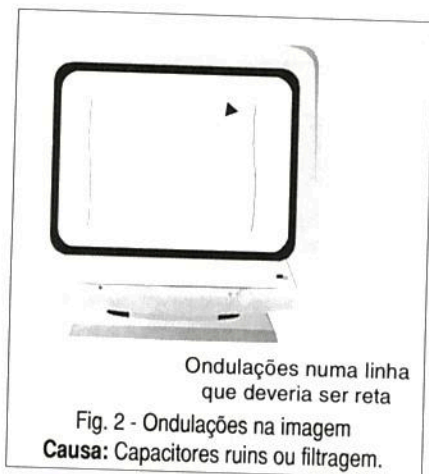 Ondulações numa linha
que deveria ser reta
Fig. 2 - Ondulações na imagem
Causa: Capacitores ruins ou filtragem.